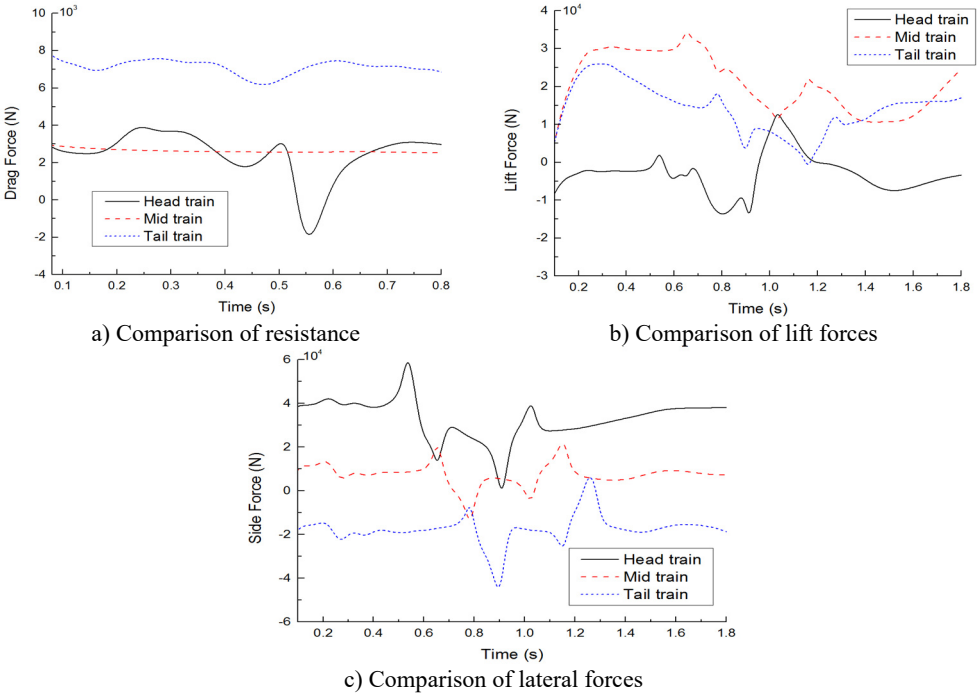 10³
10
8
6
4
2
0
-2
-4
Drag Force (N)
Head train
Mid train
Tail train
0.1 0.2 0.3 0.4 0.5 0.6 0.7 0.8
Time (s)
a) Comparison of resistance
10⁴
4
3
2
1
0
-1
-2
-3
Lift Force (N)
Head train
Mid train
Tail train
0.2 0.4 0.6 0.8 1.0 1.2 1.4 1.6 1.8
Time (s)
b) Comparison of lift forces
10⁴
6
4
2
0
-2
-4
-6
Side Force (N)
Head train
Mid train
Tail train
0.2 0.4 0.6 0.8 1.0 1.2 1.4 1.6 1.8
Time (s)
c) Comparison of lateral forces